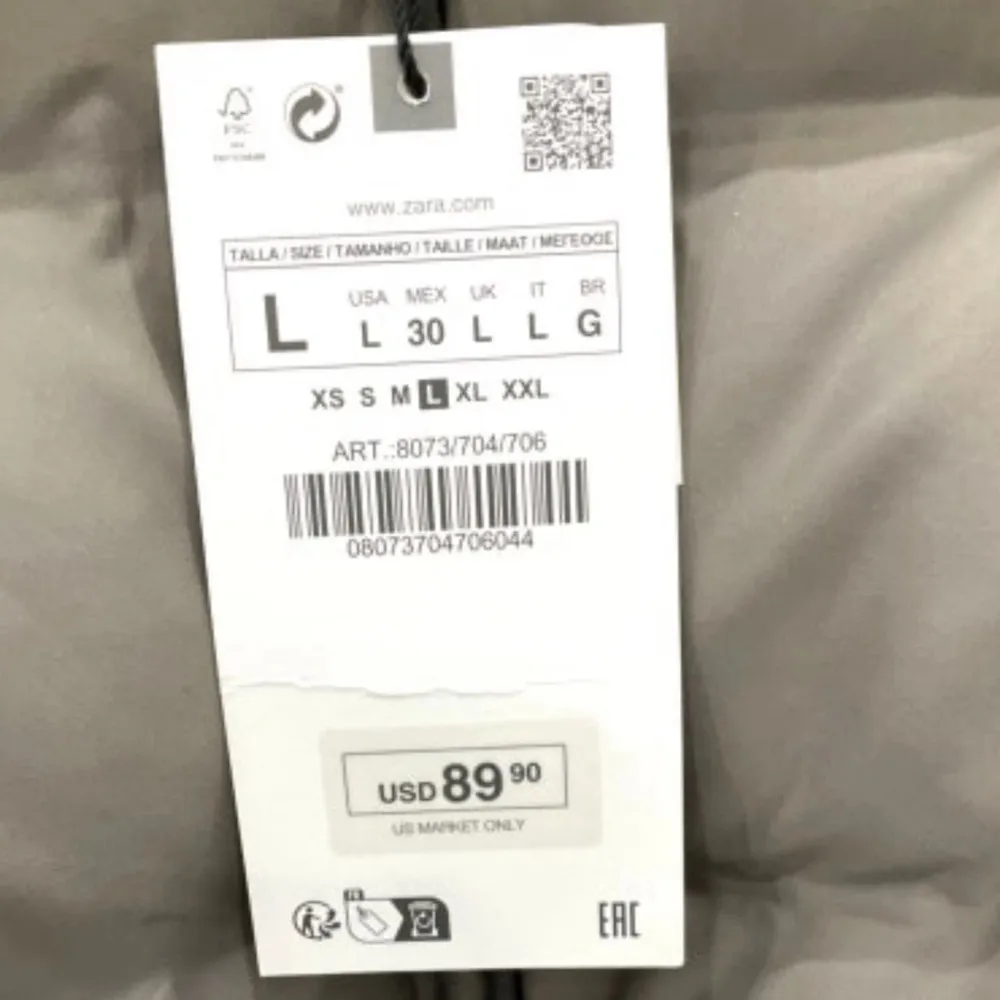 FSC
www.zara.com
TALLA / SIZE / TAMANHO / TAILLE / MAAT / ΜΕΓΕΘΟΣ
L
USA MEX UK IT BR
L 30 L L G
XS S M L XL XXL
ART.:8073/704/706
08073704706044
USD 89 90
US MARKET ONLY
FR
EAC